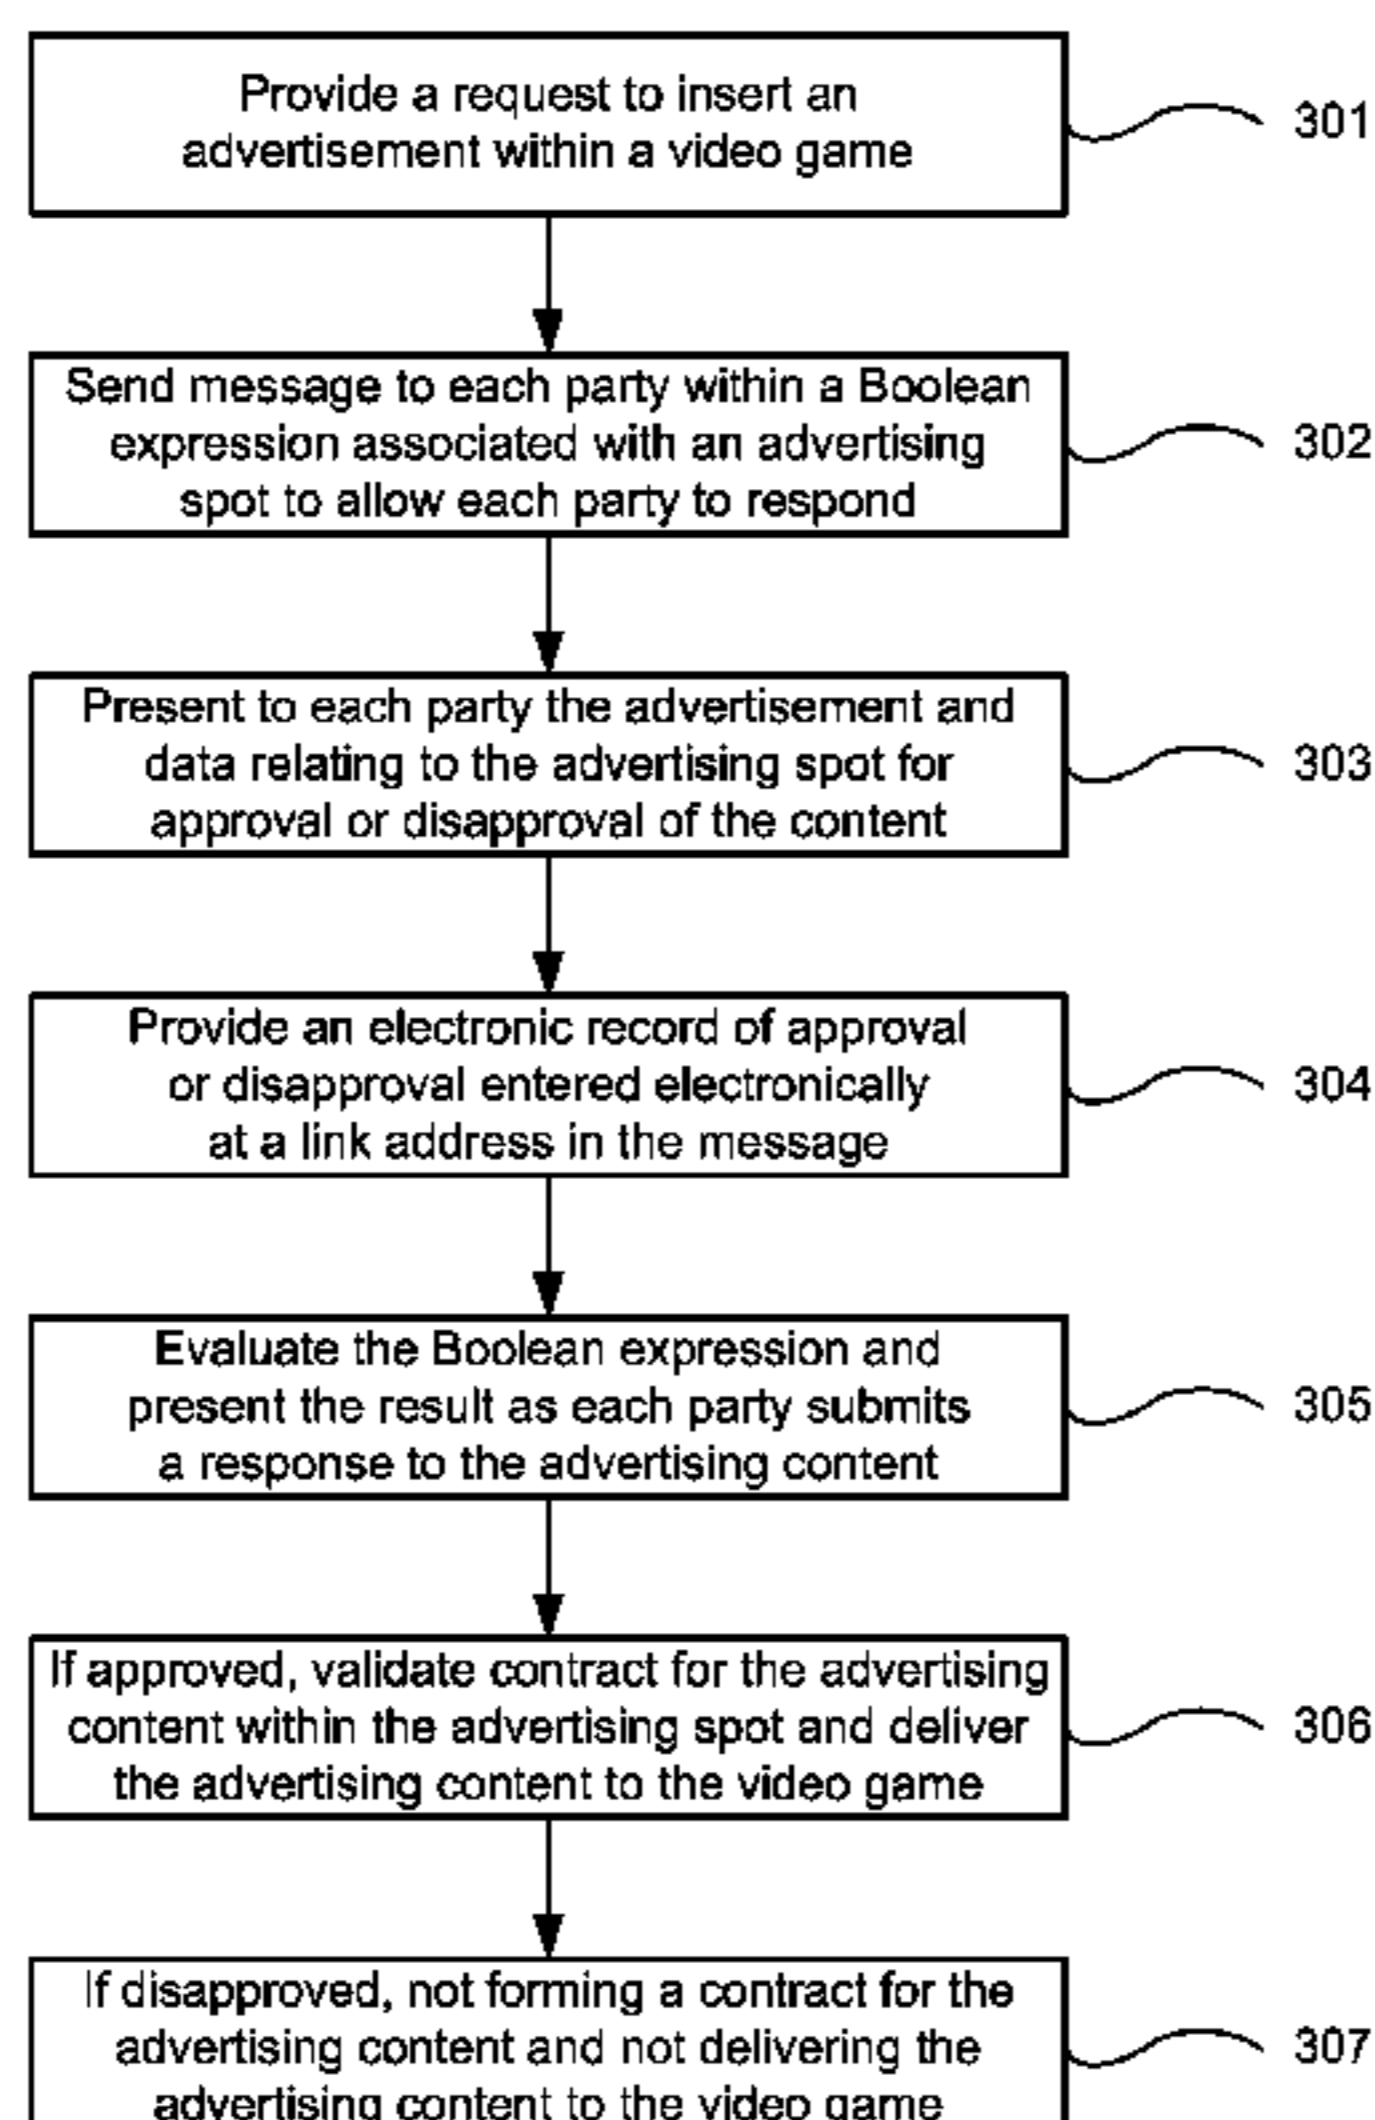 Provide a request to insert an
advertisement within a video game
301
Send message to each party within a Boolean
expression associated with an advertising
spot to allow each party to respond
302
Present to each party the advertisement and
data relating to the advertising spot for
approval or disapproval of the content
303
Provide an electronic record of approval
or disapproval entered electronically
at a link address in the message
304
Evaluate the Boolean expression and
present the result as each party submits
a response to the advertising content
305
If approved, validate contract for the advertising
content within the advertising spot and deliver
the advertising content to the video game
306
If disapproved, not forming a contract for the
advertising content and not delivering the
advertising content to the video game
307